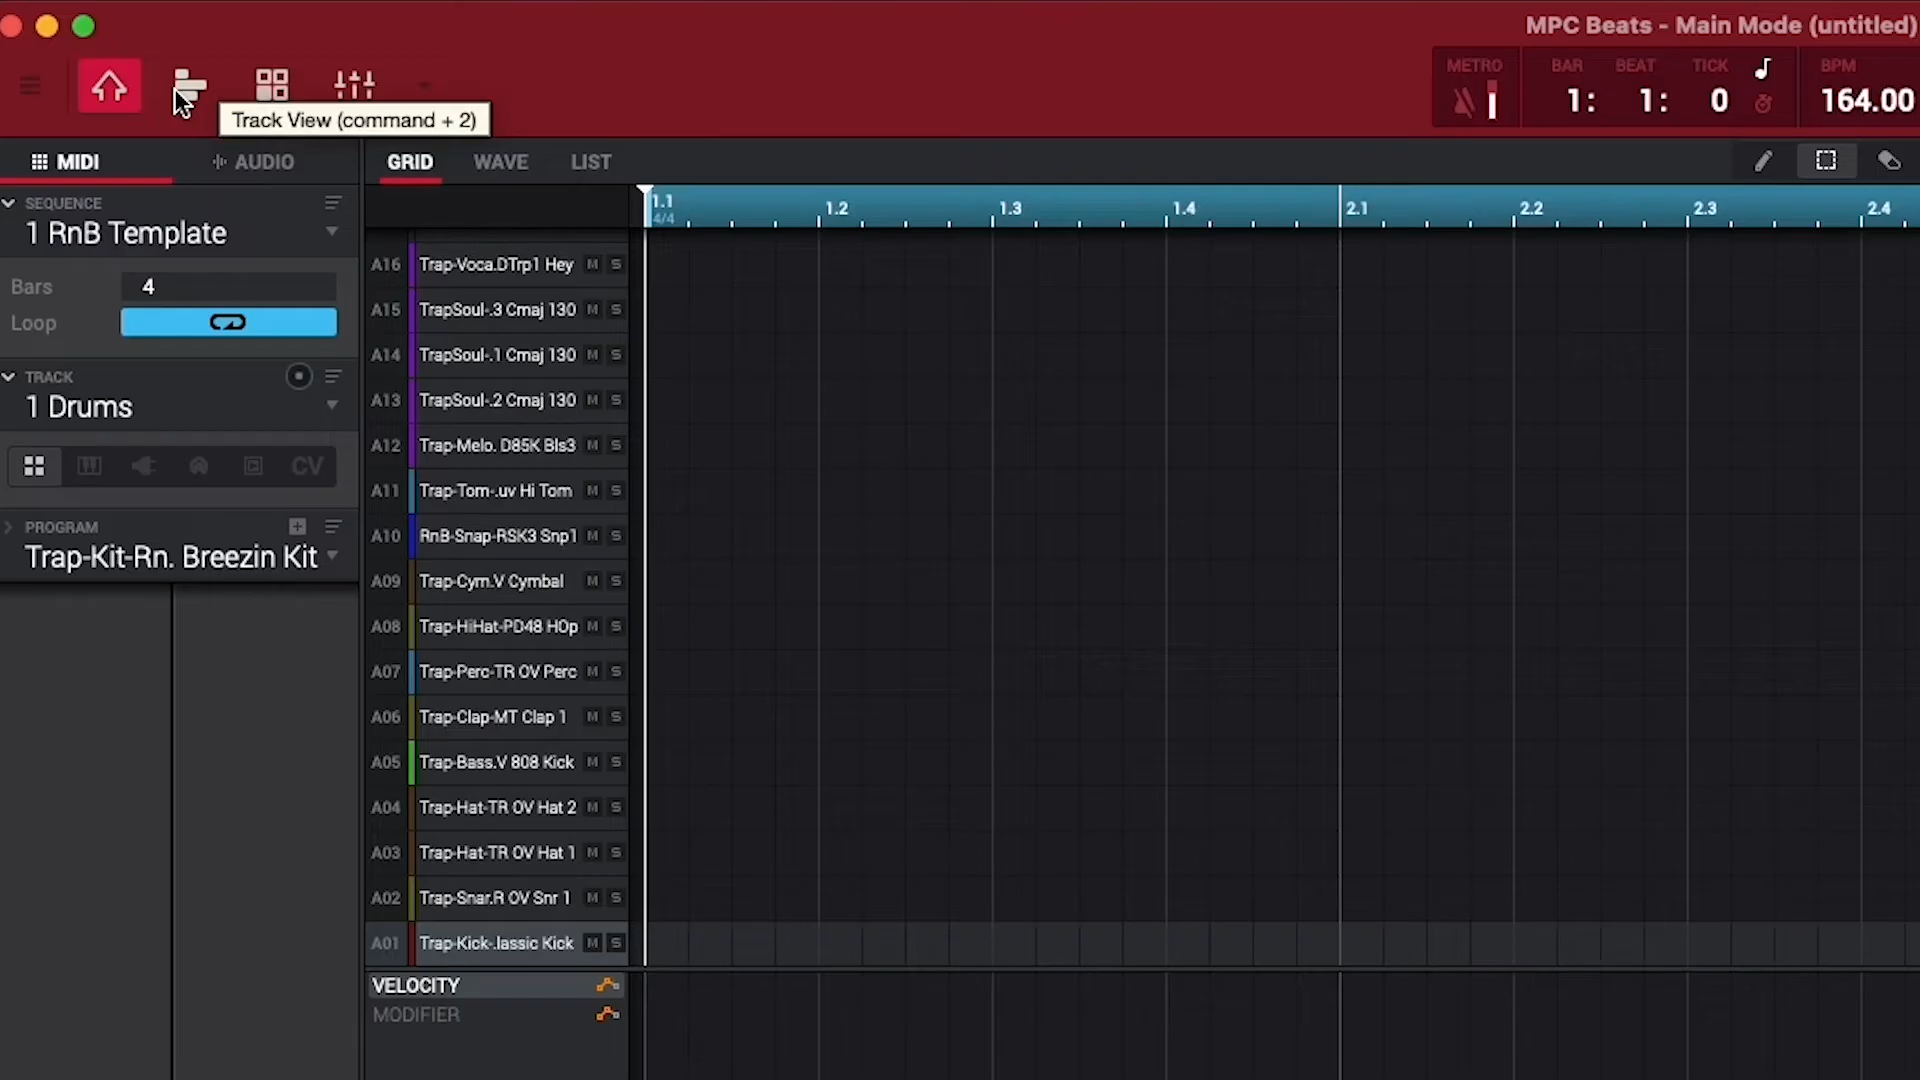 MPC Beats - Main Mode (untitled)
METRO
BAR BEAT TICK
1: 1: 0
BPM
164.00
Track View (command + 2)
MIDI AUDIO
GRID WAVE LIST
SEQUENCE
1 RnB Template
Bars 4
Loop
TRACK
1 Drums
CV
PROGRAM
Trap-Kit-Rn. Breezin Kit
1.1 1.2 1.3 1.4 2.1 2.2 2.3 2.4
4/4
A16 Trap-Voca.DTrp1 Hey M S
A15 TrapSoul-.3 Cmaj 130 M S
A14 TrapSoul-.1 Cmaj 130 M S
A13 TrapSoul-.2 Cmaj 130 M S
A12 Trap-Melo. D85K Bls3 M S
A11 Trap-Tom-.uv Hi Tom M S
A10 RnB-Snap-RSK3 Snp1 M S
A09 Trap-Cym.V Cymbal M S
A08 Trap-HiHat-PD48 HOp M S
A07 Trap-Perc-TR OV Perc M S
A06 Trap-Clap-MT Clap 1 M S
A05 Trap-Bass.V 808 Kick M S
A04 Trap-Hat-TR OV Hat 2 M S
A03 Trap-Hat-TR OV Hat 1 M S
A02 Trap-Snar.R OV Snr 1 M S
A01 Trap-Kick-.lassic Kick M S
VELOCITY
MODIFIER